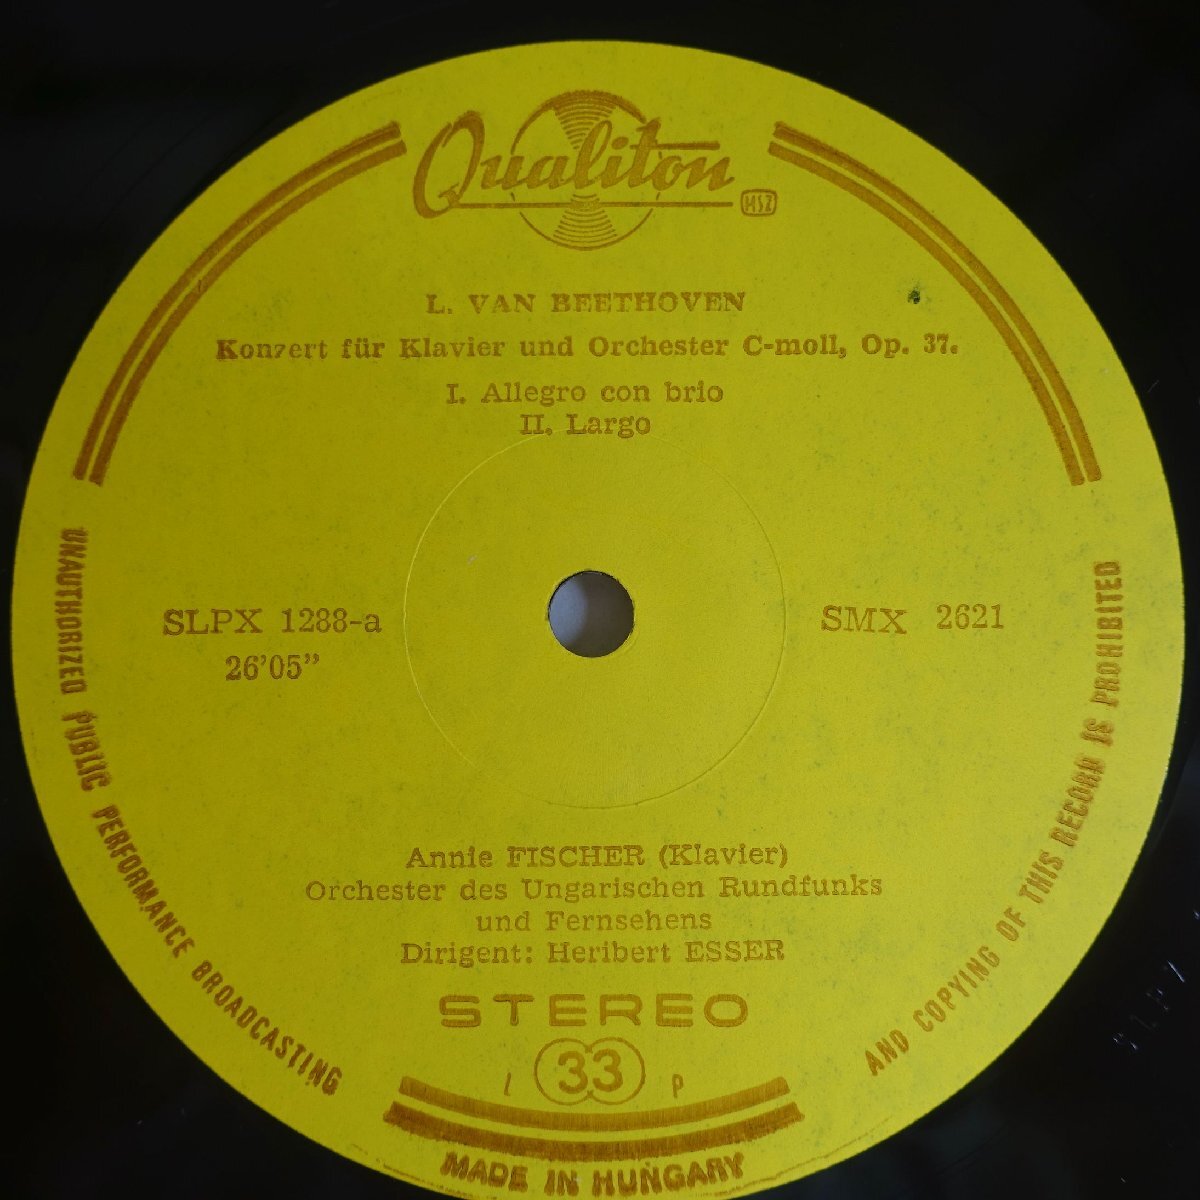 Qualiton
MSZ
L. VAN BEETHOVEN
Konzert für Klavier und Orchester C-moll, Op. 37.
I. Allegro con brio
II. Largo
SLPX 1288-a
26’05”
SMX 2621
Annie FISCHER (Klavier)
Orchester des Ungarischen Rundfunks
und Fernsehens
Dirigent: Heribert ESSER
STEREO
L 33 P
UNAUTHORIZED PUBLIC PERFORMANCE BROADCASTING
AND COPYING OF THIS RECORD IS PROHIBITED
MADE IN HUNGARY